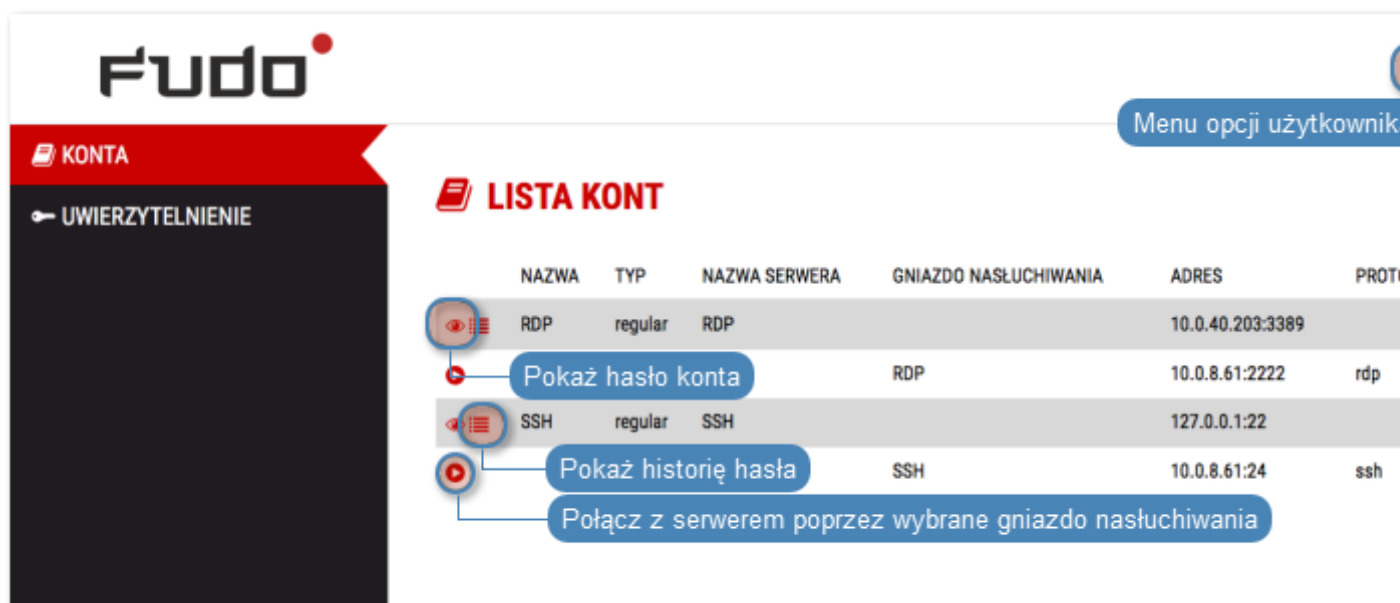 Fudo
Menu opcji użytkownik
KONTA
UWIERZYTELNIENIE
LISTA KONT
NAZWA TYP NAZWA SERWERA GNIAZDO NASŁUCHIWANIA ADRES PROT
RDP regular RDP 10.0.40.203:3389
Pokaż hasło konta RDP 10.0.8.61:2222 rdp
SSH regular SSH 127.0.0.1:22
Pokaż historię hasła SSH 10.0.8.61:24 ssh
Połącz z serwerem poprzez wybrane gniazdo nasłuchiwania